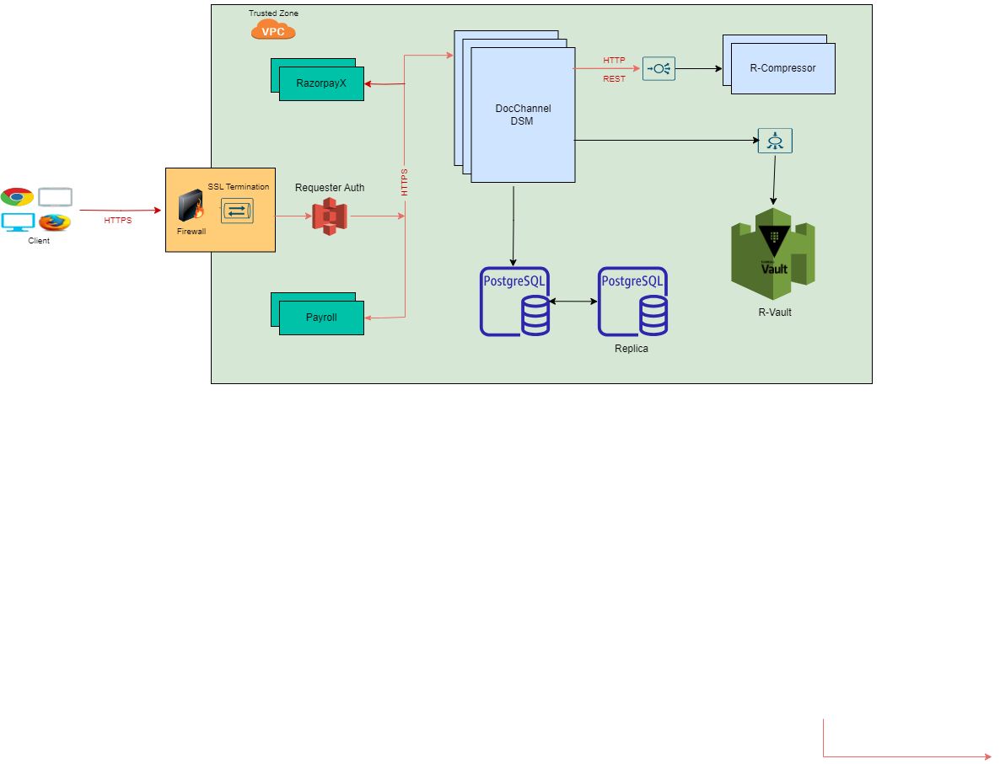 Trusted Zone
VPC
RazorpayX
DocChannel
DSM
HTTP
REST
R-Compressor
HTTPS
SSL Termination
Firewall
Requester Auth
HTTPS
Client
Payroll
PostgreSQL
PostgreSQL
Replica
Vault
R-Vault